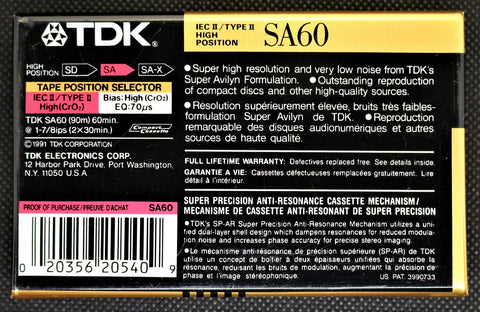 TDK®
IEC II / TYPE II
HIGH POSITION
SA60
HIGH POSITION SD SA SA-X
TAPE POSITION SELECTOR
IEC II / TYPE II Bias: High (CrO2)
HIGH (CrO2) EQ: 70μs
TDK SA60 (90m) 60min.
@ 1-7/8ips (2×30min.)
Compact Cassette
©1991 TDK CORPORATION
TDK ELECTRONICS CORP.
12 Harbor Park Drive, Port Washington,
N.Y. 11050 U.S.A.
PROOF OF PURCHASE/PREUVE D'ACHAT SA60
0 20356 20540 9
•Super high resolution and very low noise from TDK's
Super Avilyn Formulation. •Outstanding reproduction
of compact discs and other high-quality sources.
•Résolution supérieurement élevée, bruits très faibles-
formulation Super Avilyn de TDK. •Reproduction
remarquable des disques audionumériques et autres
sources de haute qualité.
FULL LIFETIME WARRANTY: Defectives replaced free. See details inside.
GARANTIE A VIE: Cassettes défectueuses remplacées gratuitement. Lire
détail à l'intérieur.
SUPER PRECISION ANTI-RESONANCE CASSETTE MECHANISM/
MECANISME DE CASSETTE ANTI-RESONANT DE SUPER PRECISION
•TDK's SP-AR Super Precision Anti-Resonance Mechanism utilizes a uni-
fied dual-layer shell design which dampens resonances for reduced modula-
tion noise and increases phase accuracy for precise stereo imaging.
•Le mécanisme anti-résonance de précision supérieure (SP-AR) de TDK
utilise un concept de boîtier à deux épaisseurs unifiées qui absorbe la
résonance, reduisant les bruits de modulation, augmentant la précision de
phase et l'image stéréophonique. US PAT. 3990733